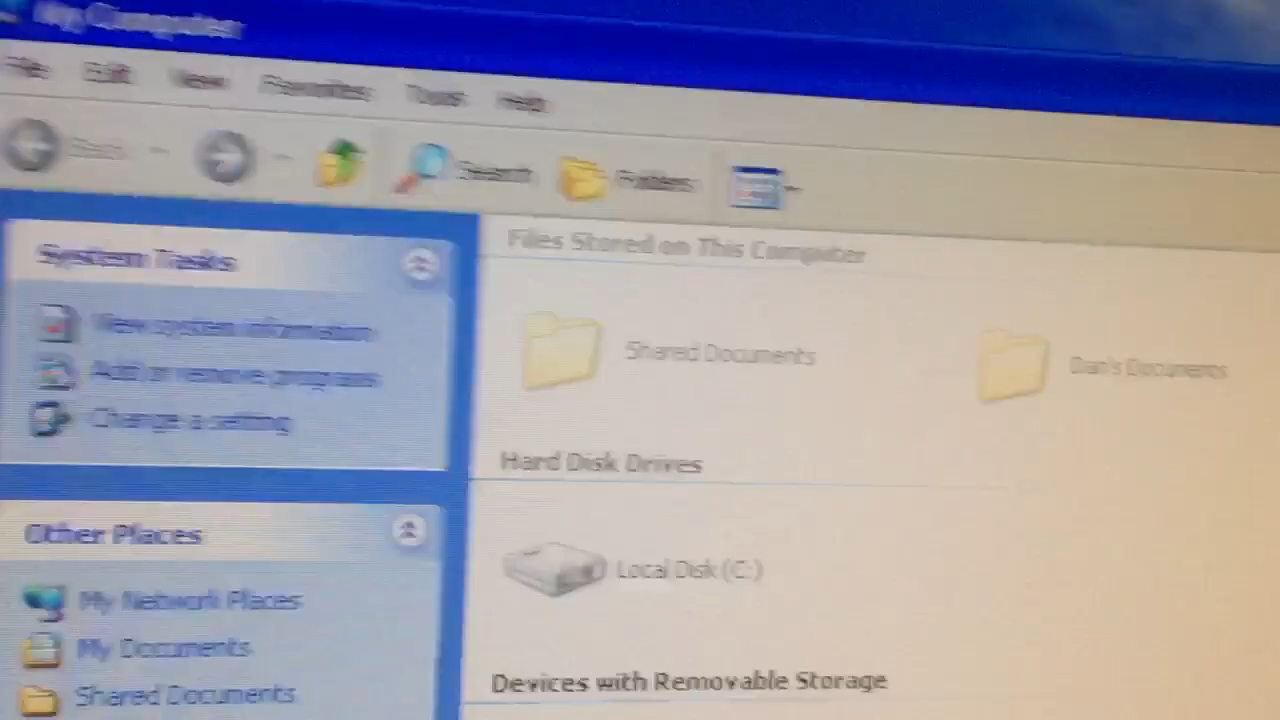 My Computer
File Edit View Favorites Tools Help
Back Search Folders
System Tasks
View system information
Add or remove programs
Change a setting
Other Places
My Network Places
My Documents
Shared Documents
Files Stored on This Computer
Shared Documents Dan's Documents
Hard Disk Drives
Local Disk (C:)
Devices with Removable Storage